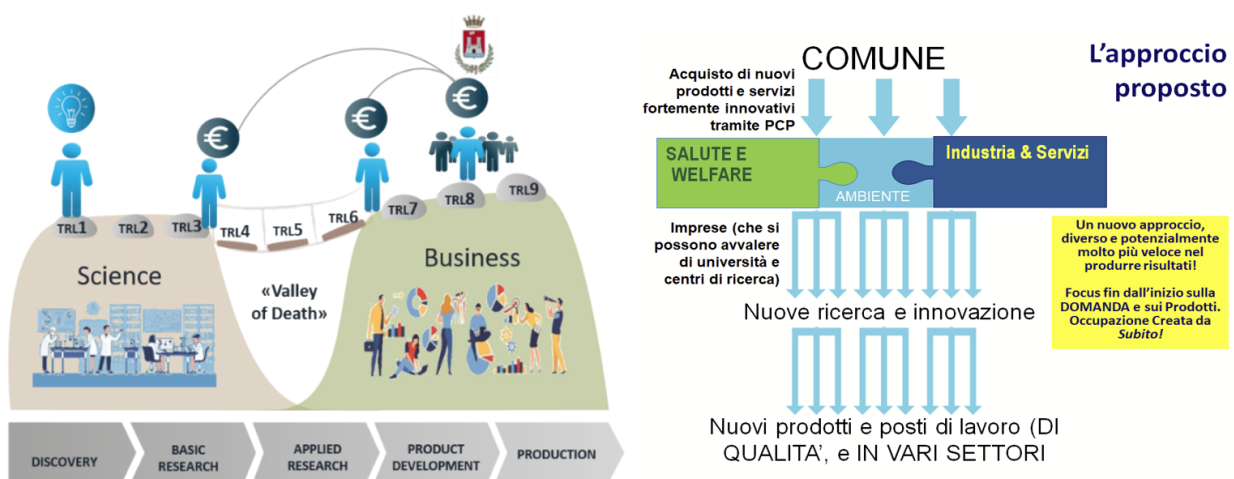 TRL1
TRL2
TRL3
TRL4
TRL5
TRL6
TRL7
TRL8
TRL9
€
€
€
Science
«Valley
of Death»
Business
DISCOVERY
BASIC
RESEARCH
APPLIED
RESEARCH
PRODUCT
DEVELOPMENT
PRODUCTION
COMUNE
L'approccio
proposto
Acquisto di nuovi
prodotti e servizi
fortemente innovativi
tramite PCP
SALUTE E
WELFARE
AMBIENTE
Industria & Servizi
Imprese (che si
possono avvalere
di università e
centri di ricerca)
Un nuovo approccio,
diverso e potenzialmente
molto più veloce nel
produrre risultati!
Focus fin dall'inizio sulla
DOMANDA e sui Prodotti.
Occupazione Creata da
Subito!
Nuove ricerca e innovazione
Nuovi prodotti e posti di lavoro (DI
QUALITA', e IN VARI SETTORI